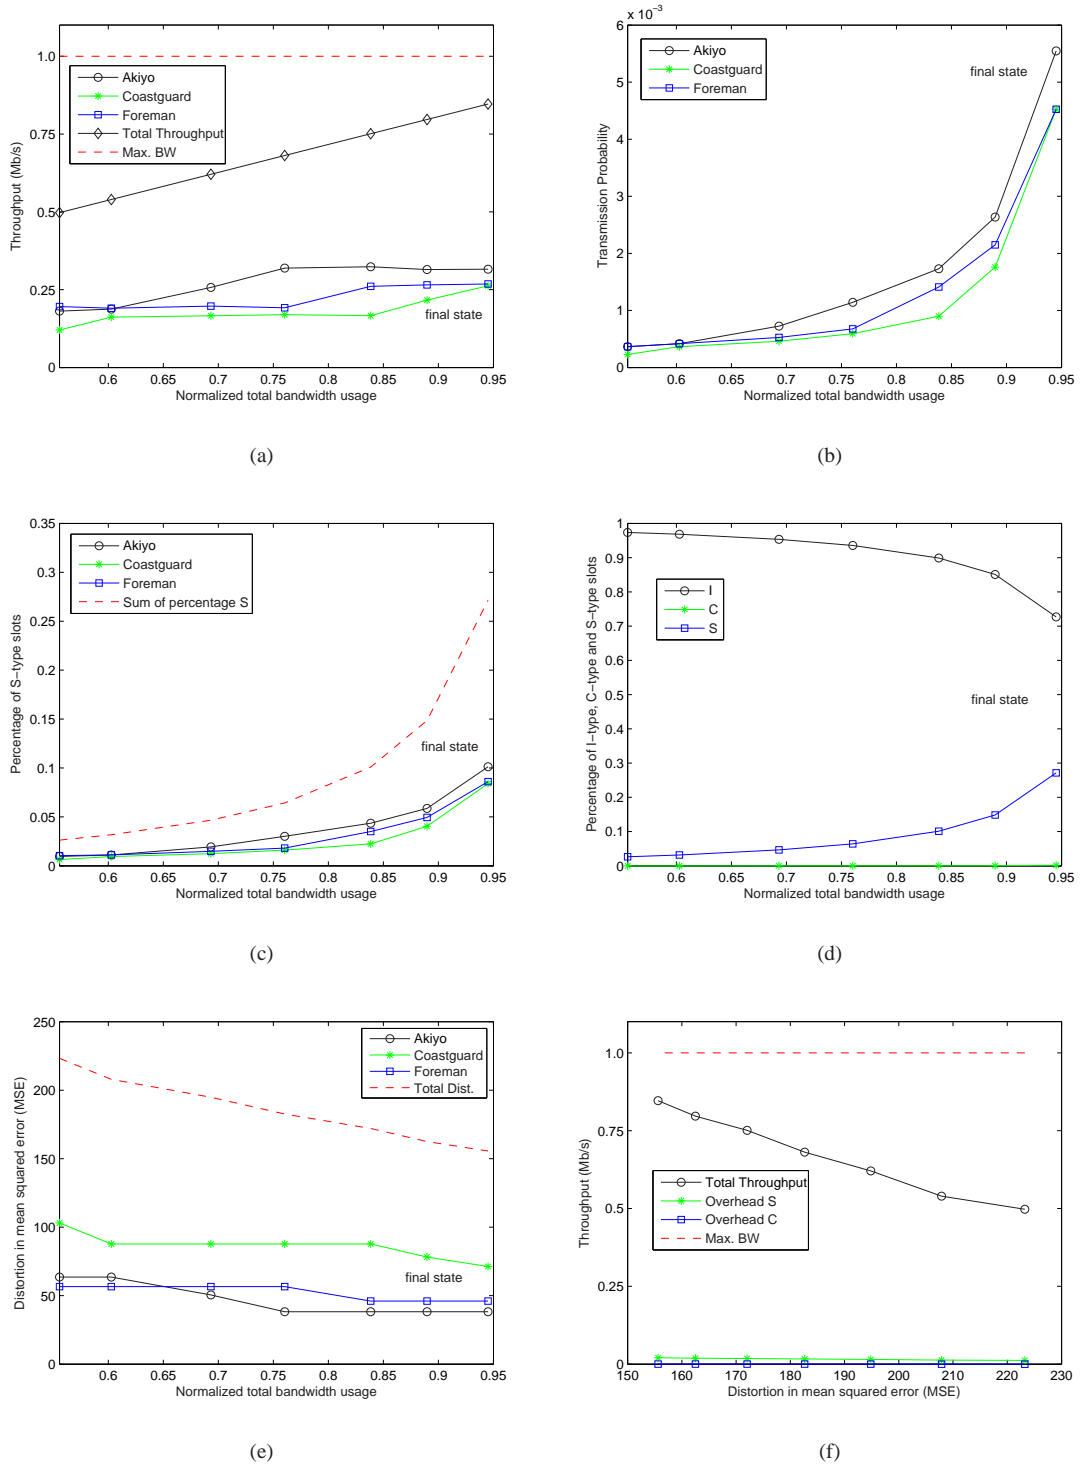 1.0
0.75
0.5
0.25
0
Throughput (Mb/s)
Akiyo
Coastguard
Foreman
Total Throughput
Max. BW
final state
0.6 0.65 0.7 0.75 0.8 0.85 0.9 0.95
Normalized total bandwidth usage
(a)
x 10−3
6
5
4
3
2
1
0
Transmission Probability
Akiyo
Coastguard
Foreman
final state
0.6 0.65 0.7 0.75 0.8 0.85 0.9 0.95
Normalized total bandwidth usage
(b)
0.35
0.3
0.25
0.2
0.15
0.1
0.05
0
Percentage of S−type slots
Akiyo
Coastguard
Foreman
Sum of percentage S
final state
0.6 0.65 0.7 0.75 0.8 0.85 0.9 0.95
Normalized total bandwidth usage
(c)
1
0.9
0.8
0.7
0.6
0.5
0.4
0.3
0.2
0.1
0
Percentage of I−type, C−type and S−type slots
I
C
S
final state
0.6 0.65 0.7 0.75 0.8 0.85 0.9 0.95
Normalized total bandwidth usage
(d)
250
200
150
100
50
0
Distortion in mean squared error (MSE)
Akiyo
Coastguard
Foreman
Total Dist.
final state
0.6 0.65 0.7 0.75 0.8 0.85 0.9 0.95
Normalized total bandwidth usage
(e)
1.0
0.75
0.5
0.25
0
Throughput (Mb/s)
Total Throughput
Overhead S
Overhead C
Max. BW
150 160 170 180 190 200 210 220 230
Distortion in mean squared error (MSE)
(f)